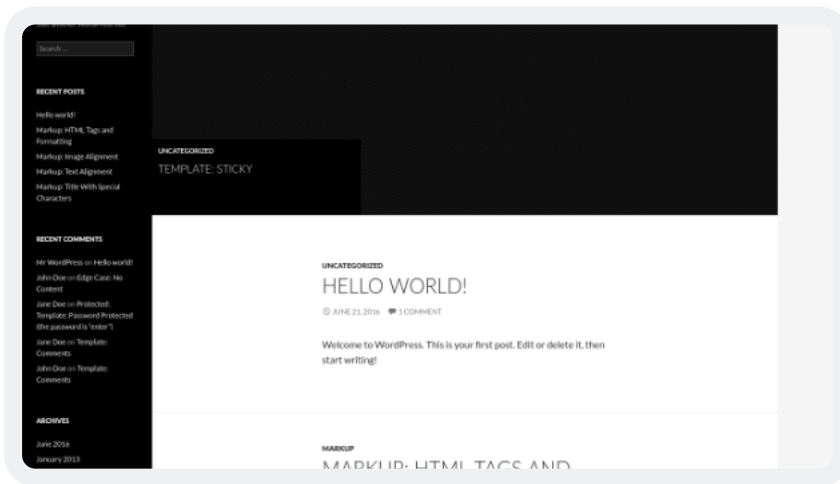 Search ...
RECENT POSTS
Hello world!
Markup: HTML Tags and
Formatting
Markup: Image Alignment
Markup: Text Alignment
Markup: Title With Special
Characters
RECENT COMMENTS
Mr WordPress on Hello world!
John Doe on Edge Case: No
Content
Jane Doe on Protected:
Template: Password Protected
(the password is "enter")
Jane Doe on Template:
Comments
John Doe on Template:
Comments
ARCHIVES
June 2016
January 2013
UNCATEGORIZED
TEMPLATE: STICKY
UNCATEGORIZED
HELLO WORLD!
JUNE 21, 2016 1 COMMENT
Welcome to WordPress. This is your first post. Edit or delete it, then
start writing!
MARKUP
MARKUP: HTML TAGS AND